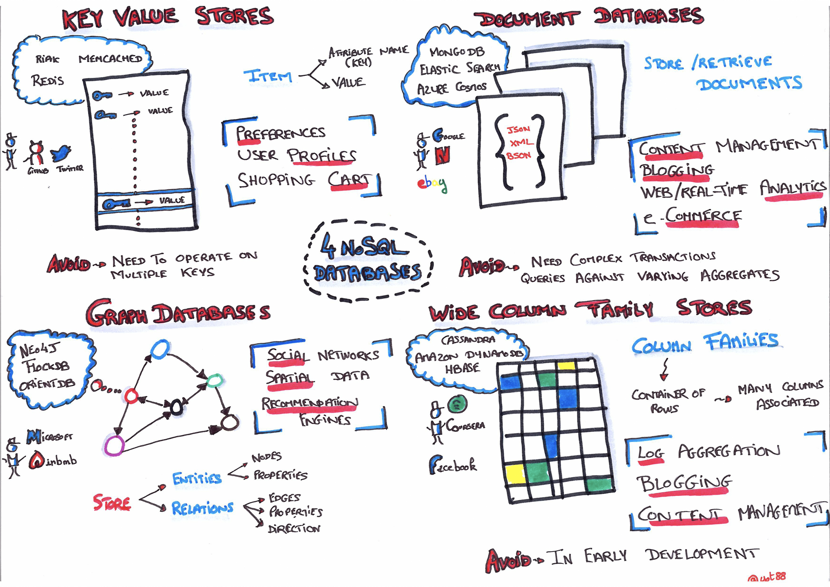 KEY VALUE STORES
RIAK MEMCACHED
REDIS
VALUE
VALUE
VALUE
GitHUB TWITTER
ITEM
ATTRIBUTE NAME
(KEY)
VALUE
PREFERENCES
USER PROFILES
SHOPPING CART
AVOID NEED TO OPERATE ON
MULTIPLE KEYS
DOCUMENT DATABASES
MONGODB
ELASTIC SEARCH
AZURE COSMOS
GOOGLE
N
ebay
{ JSON
XML
BSON }
STORE / RETRIEVE
DOCUMENTS
CONTENT MANAGEMENT
BLOGGING
WEB/REAL-TIME ANALYTICS
e-COMMERCE
AVOID NEED COMPLEX TRANSACTIONS
QUERIES AGAINST VARYING AGGREGATES
4 NoSQL
DATABASES
GRAPH DATABASES
NEO4J
FLOCKDB
ORIENTDB
MICROSOFT
airbnb
SOCIAL NETWORKS
SPATIAL DATA
RECOMMENDATION
ENGINES
STORE
ENTITIES
NODES
PROPERTIES
RELATIONS
EDGES
PROPERTIES
DIRECTION
WIDE COLUMN FAMILY STORES
CASSANDRA
AMAZON DYNAMODB
HBASE
COURSERA
Facebook
COLUMN FAMILIES
CONTAINER OF
ROWS
MANY COLUMNS
ASSOCIATED
LOG AGGREGATION
BLOGGING
CONTENT MANAGEMENT
AVOID IN EARLY DEVELOPMENT